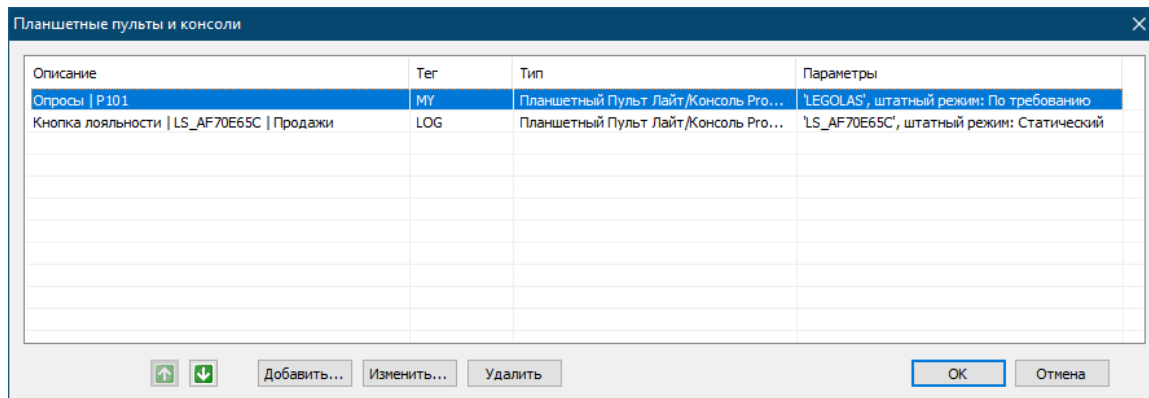 Планшетные пульты и консоли
Описание Тег Тип Параметры
Опросы | P101 MY Планшетный Пульт Лайт/Консоль Pro... 'LEGOLAS', штатный режим: По требованию
Кнопка лояльности | LS_AF70E65C | Продажи LOG Планшетный Пульт Лайт/Консоль Pro... 'LS_AF70E65C', штатный режим: Статический
Добавить... Изменить... Удалить OK Отмена